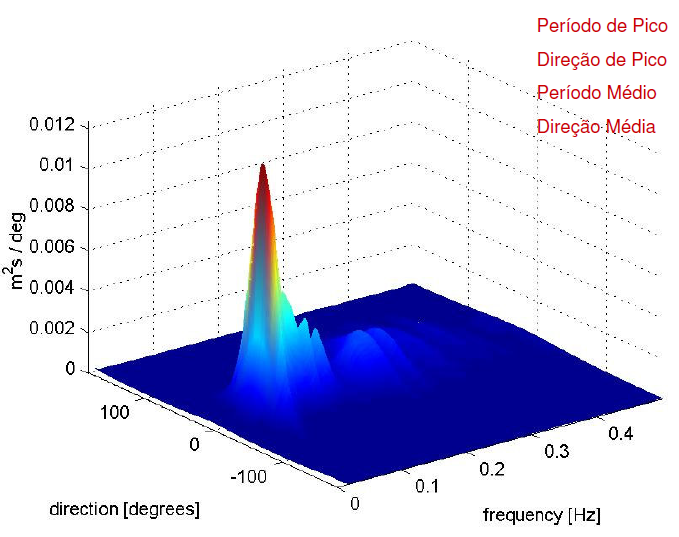 Período de Pico
Direção de Pico
Período Médio
Direção Média
0.012
0.01
0.008
0.006
0.004
0.002
0
m²s / deg
100
0
-100
direction [degrees]
0
0.1
0.2
0.3
0.4
frequency [Hz]